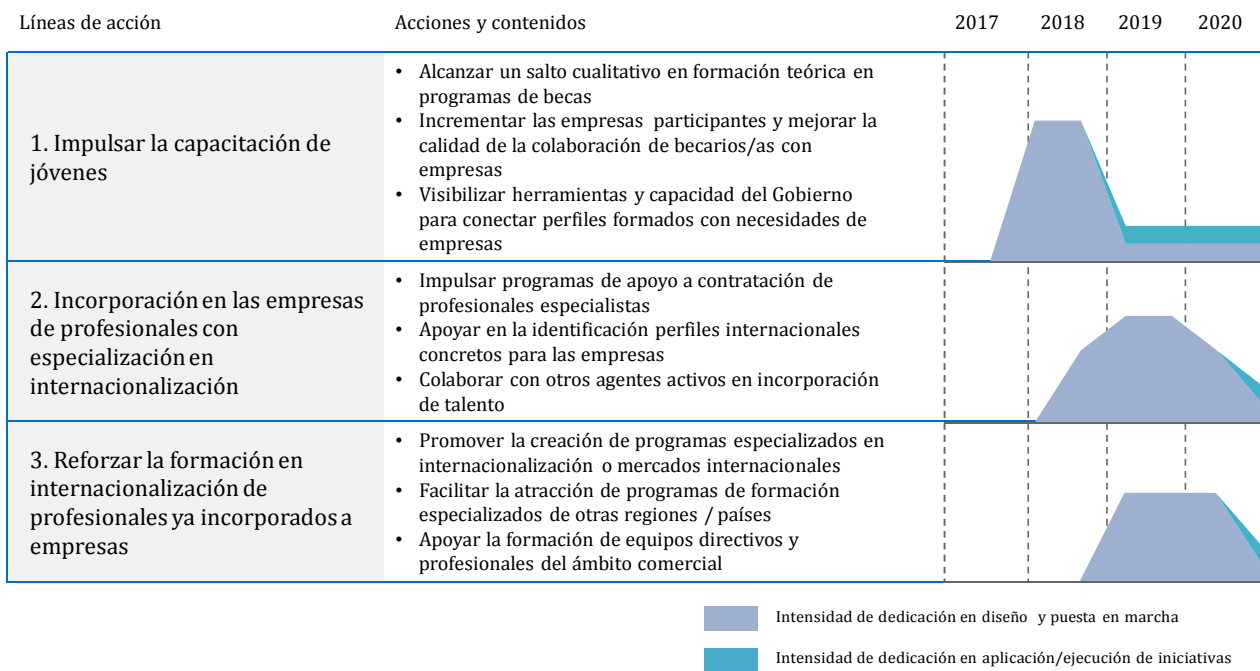 Líneas de acción
Acciones y contenidos
2017 2018 2019 2020
1. Impulsar la capacitación de
jóvenes
• Alcanzar un salto cualitativo en formación teórica en
programas de becas
• Incrementar las empresas participantes y mejorar la
calidad de la colaboración de becarios/as con
empresas
• Visibilizar herramientas y capacidad del Gobierno
para conectar perfiles formados con necesidades de
empresas
2. Incorporación en las empresas
de profesionales con
especialización en
internacionalización
• Impulsar programas de apoyo a contratación de
profesionales especialistas
• Apoyar en la identificación perfiles internacionales
concretos para las empresas
• Colaborar con otros agentes activos en incorporación
de talento
3. Reforzar la formación en
internacionalización de
profesionales ya incorporados a
empresas
• Promover la creación de programas especializados en
internacionalización o mercados internacionales
• Facilitar la atracción de programas de formación
especializados de otras regiones / países
• Apoyar la formación de equipos directivos y
profesionales del ámbito comercial
Intensidad de dedicación en diseño y puesta en marcha
Intensidad de dedicación en aplicación/ejecución de iniciativas